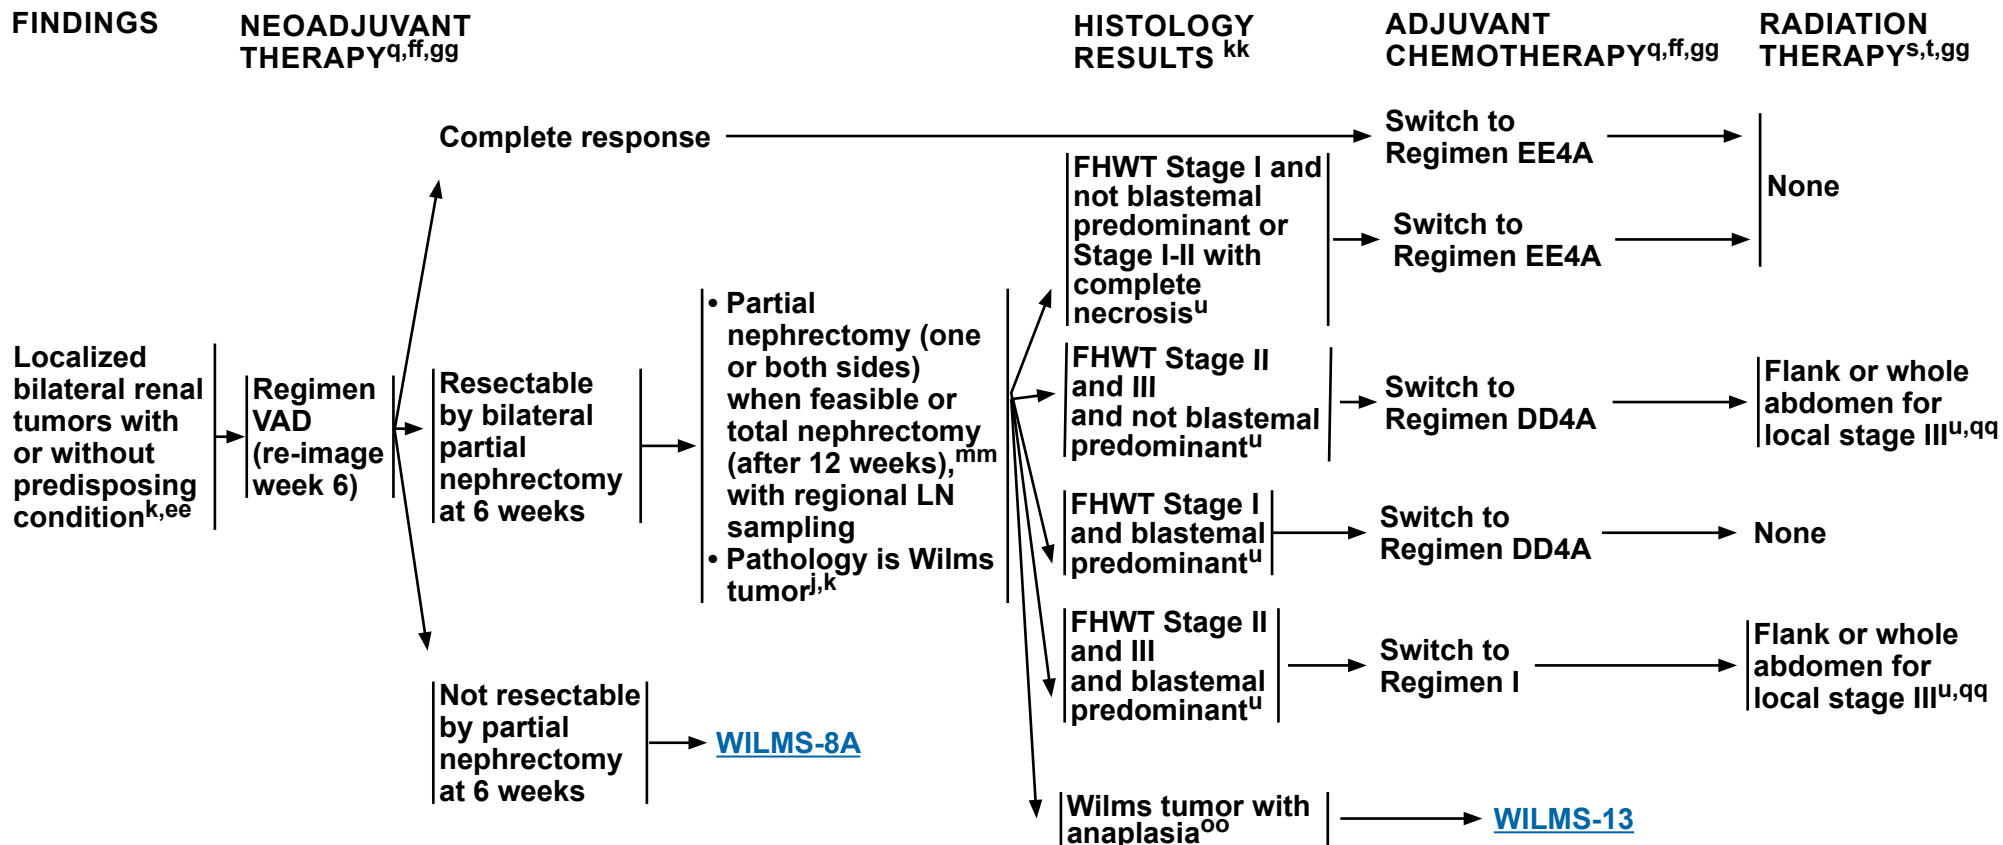 FINDINGS
NEOADJUVANT
THERAPYq,ff,gg
HISTOLOGY
RESULTS kk
ADJUVANT
CHEMOTHERAPYq,ff,gg
RADIATION
THERAPYs,t,gg
Localized
bilateral renal
tumors with
or without
predisposing
conditionk,ee
Regimen
VAD
(re-image
week 6)
Complete response
Switch to
Regimen EE4A
None
Resectable
by bilateral
partial
nephrectomy
at 6 weeks
• Partial
nephrectomy (one
or both sides)
when feasible or
total nephrectomy
(after 12 weeks),mm
with regional LN
sampling
• Pathology is Wilms
tumorj,k
FHWT Stage I and
not blastemal
predominant or
Stage I-II with
complete
necrosisu
Switch to
Regimen EE4A
FHWT Stage II
and III
and not blastemal
predominantu
Switch to
Regimen DD4A
Flank or whole
abdomen for
local stage IIIu,qq
FHWT Stage I
and blastemal
predominantu
Switch to
Regimen DD4A
None
FHWT Stage II
and III
and blastemal
predominantu
Switch to
Regimen I
Flank or whole
abdomen for
local stage IIIu,qq
Wilms tumor with
anaplasiaoo
WILMS-13
Not resectable
by partial
nephrectomy
at 6 weeks
WILMS-8A